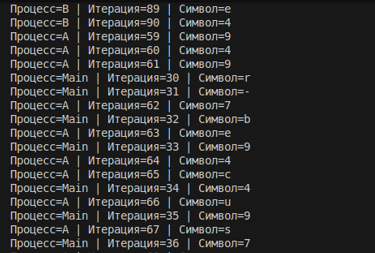 Процесс=B | Итерация=89 | Символ=e
Процесс=B | Итерация=90 | Символ=4
Процесс=A | Итерация=59 | Символ=9
Процесс=A | Итерация=60 | Символ=4
Процесс=A | Итерация=61 | Символ=9
Процесс=Main | Итерация=30 | Символ=r
Процесс=Main | Итерация=31 | Символ=-
Процесс=A | Итерация=62 | Символ=7
Процесс=Main | Итерация=32 | Символ=b
Процесс=A | Итерация=63 | Символ=e
Процесс=Main | Итерация=33 | Символ=9
Процесс=A | Итерация=64 | Символ=4
Процесс=A | Итерация=65 | Символ=c
Процесс=Main | Итерация=34 | Символ=4
Процесс=A | Итерация=66 | Символ=u
Процесс=Main | Итерация=35 | Символ=9
Процесс=A | Итерация=67 | Символ=s
Процесс=Main | Итерация=36 | Символ=7